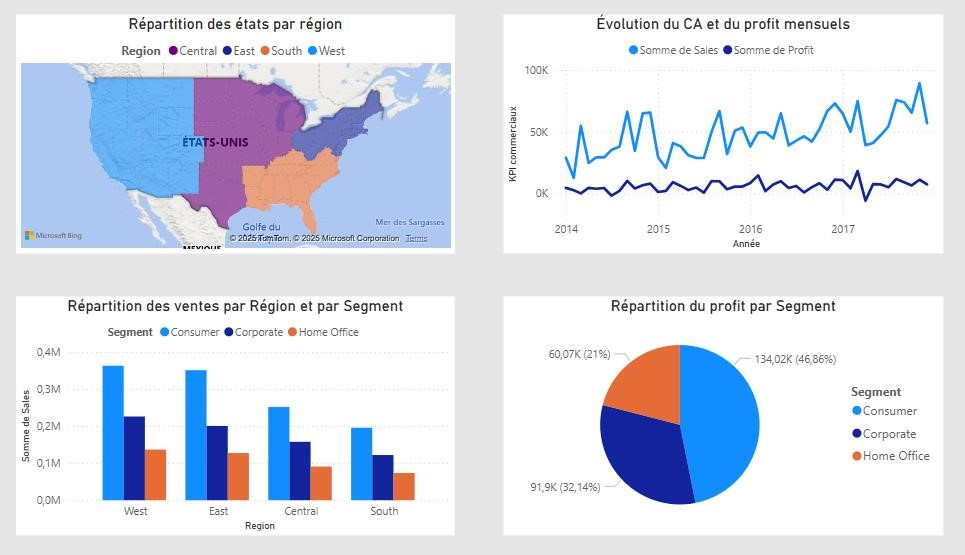 Répartition des états par région
Region Central East South West
ÉTATS-UNIS
Golfe du
Mer des Sargasses
MEXIQUE
Microsoft Bing
© 2025 TomTom, © 2025 Microsoft Corporation Terms
Évolution du CA et du profit mensuels
Somme de Sales Somme de Profit
100K
50K
0K
KPI commerciaux
2014 2015 2016 2017
Année
Répartition des ventes par Région et par Segment
Segment Consumer Corporate Home Office
0,4M
0,3M
0,2M
0,1M
0,0M
Somme de Sales
West East Central South
Region
Répartition du profit par Segment
60,07K (21%)
134,02K (46,86%)
91,9K (32,14%)
Segment
Consumer
Corporate
Home Office